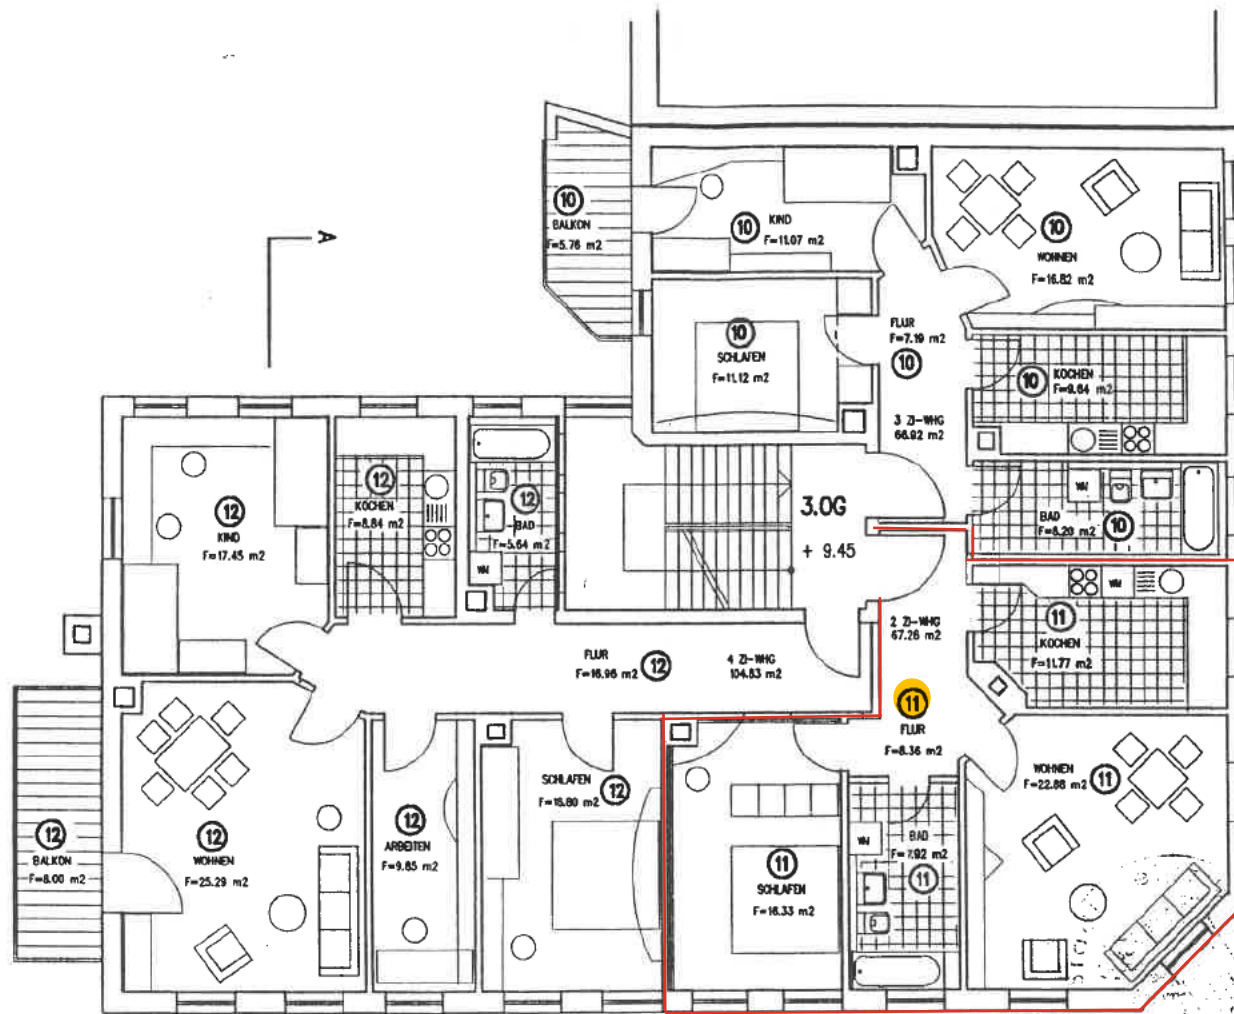 10
BALKON
F=5.76 m2
10
KIND
F=11.07 m2
10
WOHNEN
F=16.82 m2
A
10
SCHLAFEN
F=11.12 m2
FLUR
F=7.19 m2
10
10
KOCHEN
F=9.64 m2
3 ZI-WHG
66.92 m2
WM
BAD
F=6.20 m2
10
3.OG
+ 9.45
12
KIND
F=17.45 m2
12
KOCHEN
F=8.84 m2
12
BAD
F=5.64 m2
WM
FLUR
F=16.96 m2
12
4 ZI-WHG
104.83 m2
2 ZI-WHG
67.26 m2
WM
11
KOCHEN
F=11.77 m2
11
FLUR
F=8.36 m2
12
BALKON
F=8.00 m2
12
WOHNEN
F=25.29 m2
12
ARBEITEN
F=9.85 m2
SCHLAFEN
12
F=16.80 m2
11
SCHLAFEN
F=16.33 m2
WM
BAD
F=7.92 m2
11
WOHNEN
F=22.88 m2
11